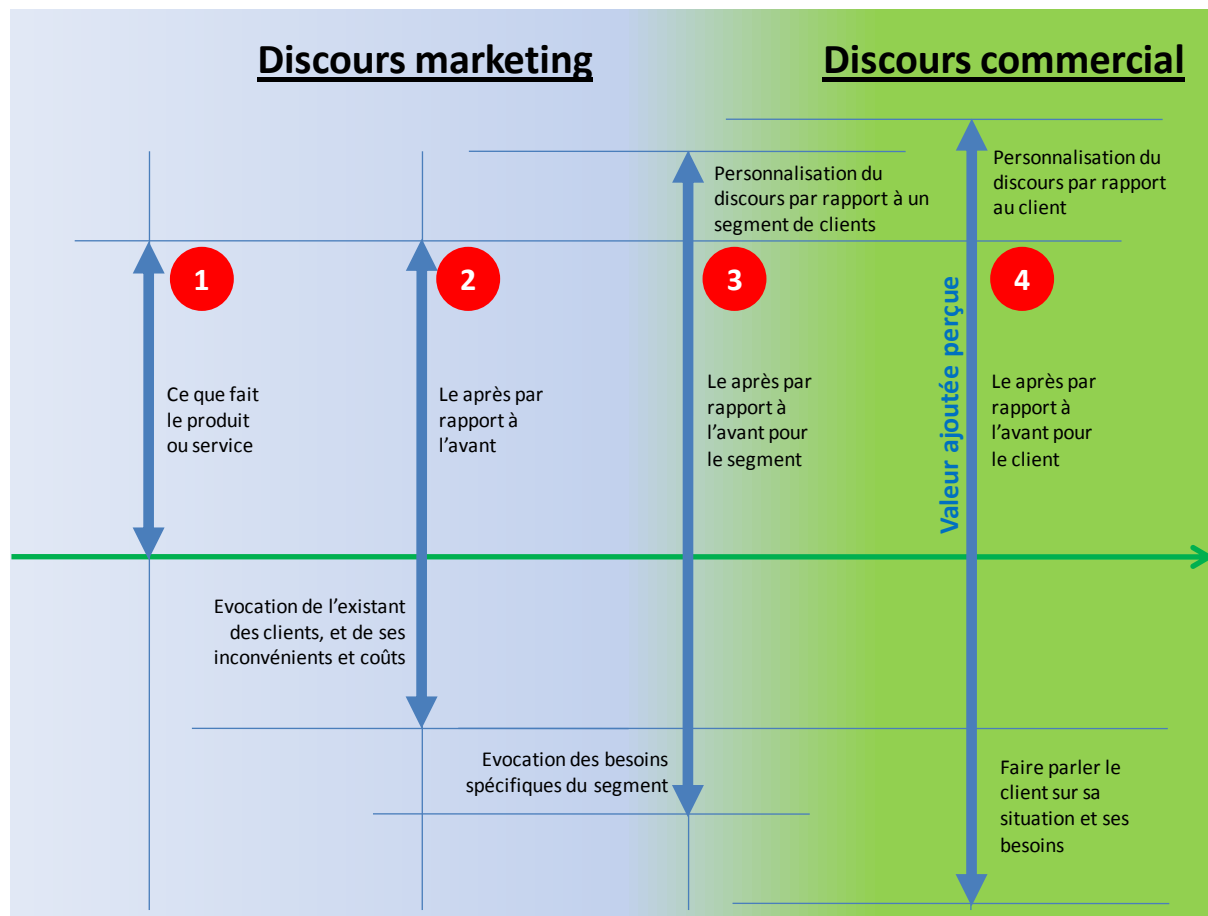 Discours marketing
Discours commercial
Personnalisation du
discours par rapport à un
segment de clients
Personnalisation du
discours par rapport
au client
1
2
3
4
Ce que fait
le produit
ou service
Le après par
rapport à
l'avant
Le après par
rapport à
l'avant pour
le segment
Valeur ajoutée perçue
Le après par
rapport à
l'avant pour
le client
Evocation de l'existant
des clients, et de ses
inconvénients et coûts
Evocation des besoins
spécifiques du segment
Faire parler le
client sur sa
situation et ses
besoins